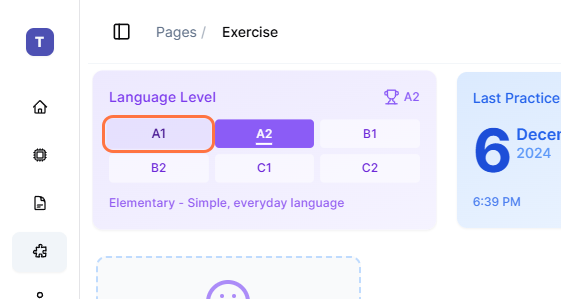 T
Pages / Exercise
Language Level
A2
A1
A2
B1
B2
C1
C2
Elementary - Simple, everyday language
Last Practice
6
2024
6:39 PM